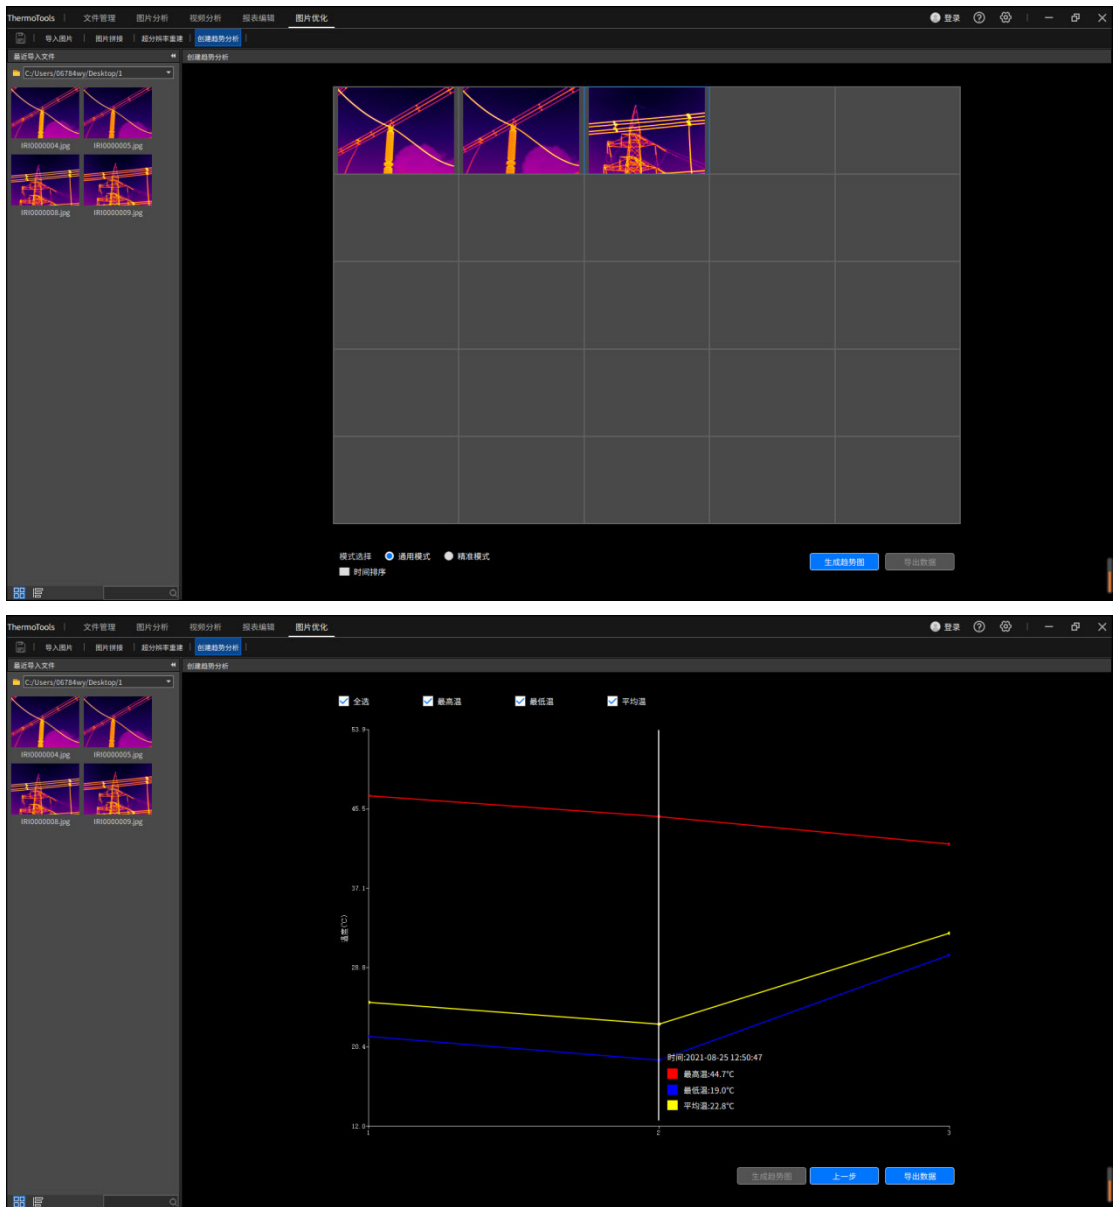 ThermoTools 文件管理 图片分析 视频分析 报表编辑 图片优化 登录
导入图片 图片拼接 超分辨率重建 创建趋势分析
最近导入文件 创建趋势分析
C:/Users/06784wy/Desktop/1
IRI0000004.jpg IRI0000005.jpg
IRI0000008.jpg IRI0000009.jpg
模式选择 通用模式 精准模式
时间排序
生成趋势图 导出数据
ThermoTools 文件管理 图片分析 视频分析 报表编辑 图片优化 登录
导入图片 图片拼接 超分辨率重建 创建趋势分析
最近导入文件 创建趋势分析
C:/Users/06784wy/Desktop/1
IRI0000004.jpg IRI0000005.jpg
IRI0000008.jpg IRI0000009.jpg
全选 最高温 最低温 平均温
53.9
45.5
37.1
温度(℃)
28.8
20.4
12.0
1 2 3
时间:2021-08-25 12:50:47
最高温:44.7℃
最低温:19.0℃
平均温:22.8℃
生成趋势图 上一步 导出数据